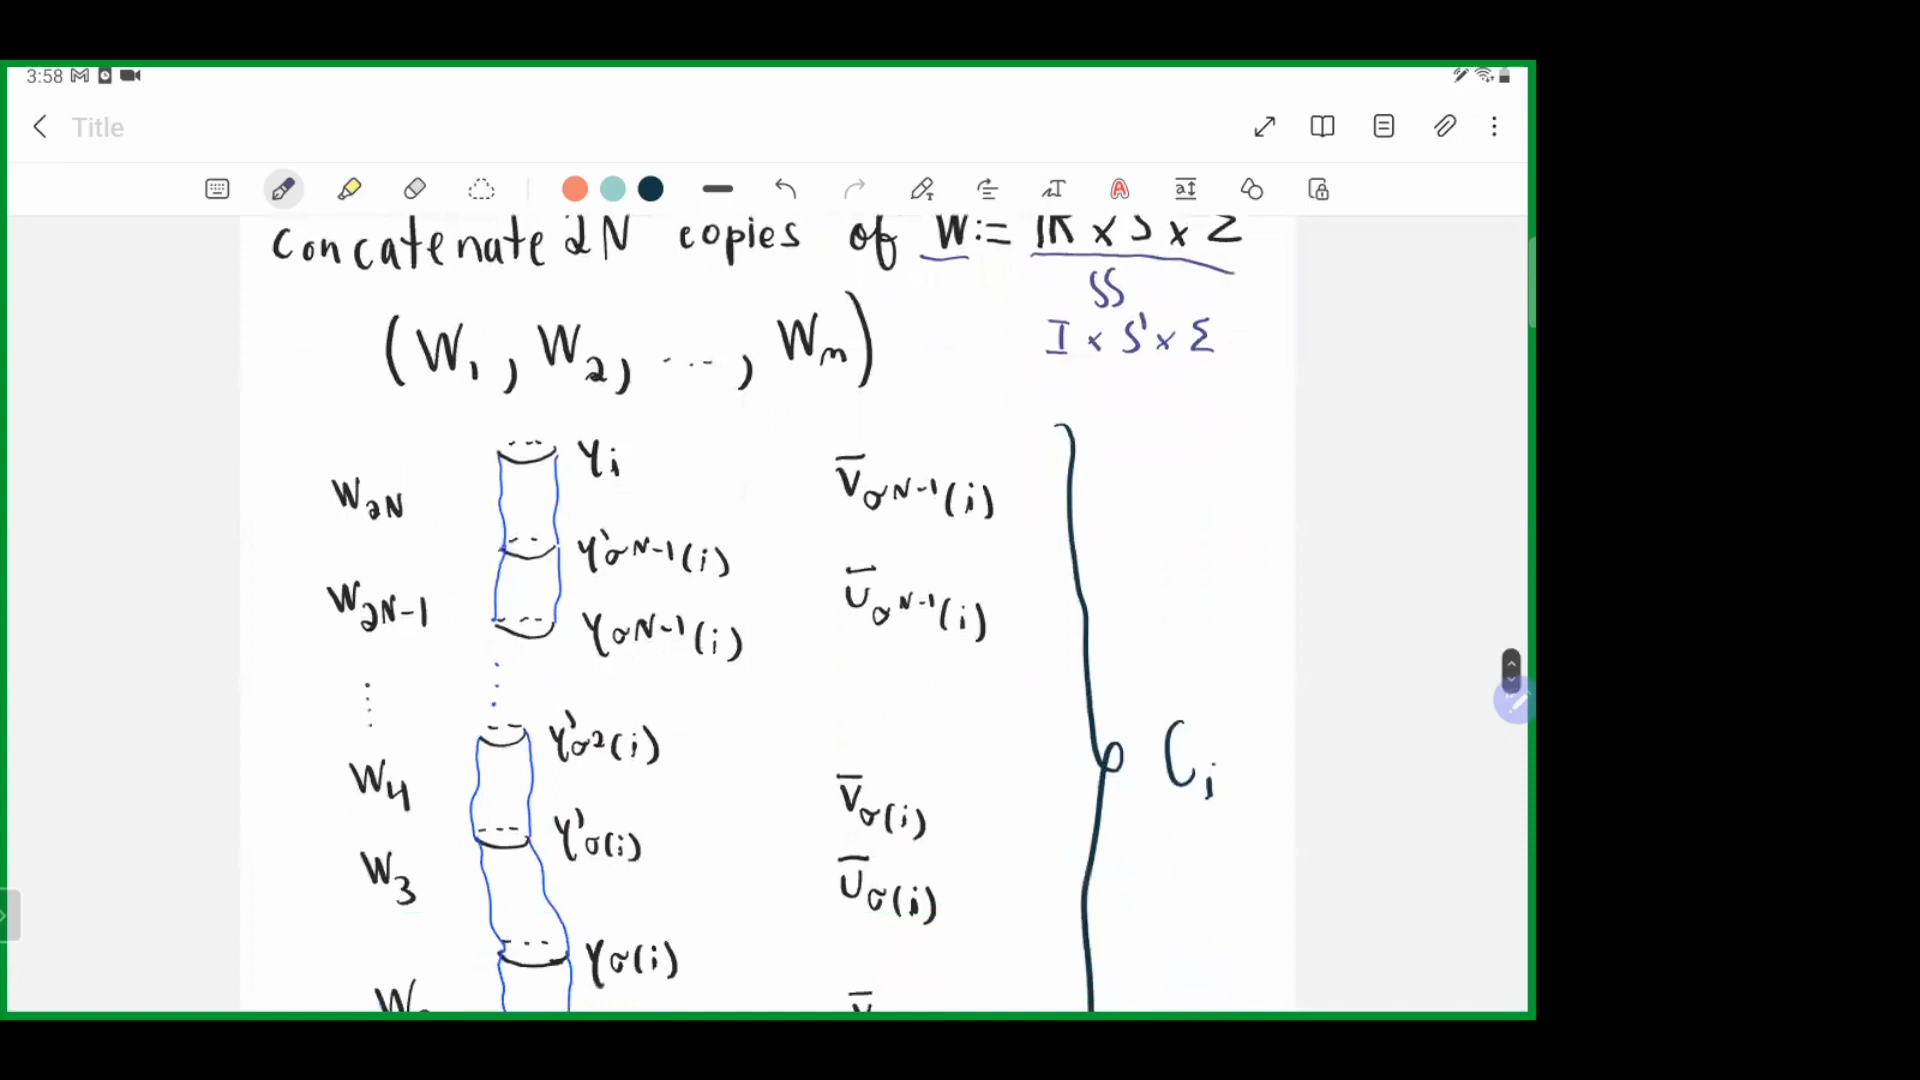 3:58
Title
Concatenate 2N copies of W := ℝ × S × Σ
SS
I × S' × Σ
(W₁, W₂, ..., Wₘ)
γᵢ
W₂N V̄σᴺ⁻¹(i)
γ'σᴺ⁻¹(i)
W₂N₋₁ Ūσᴺ⁻¹(i)
γσᴺ⁻¹(i)
γ'σ²(i)
W₄ V̄σ(i) Cᵢ
γ'σ(i)
W₃ Ūσ(i)
γσ(i)